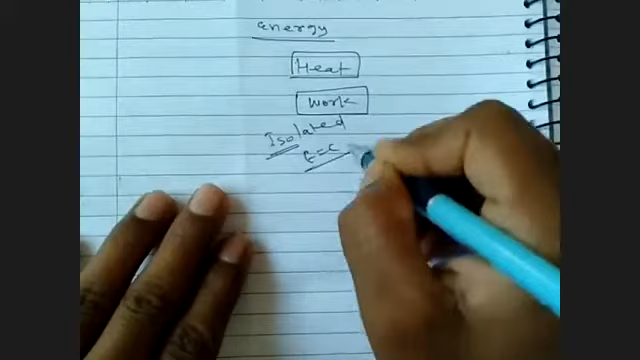 energy
Heat
Work
Isolated
E = C